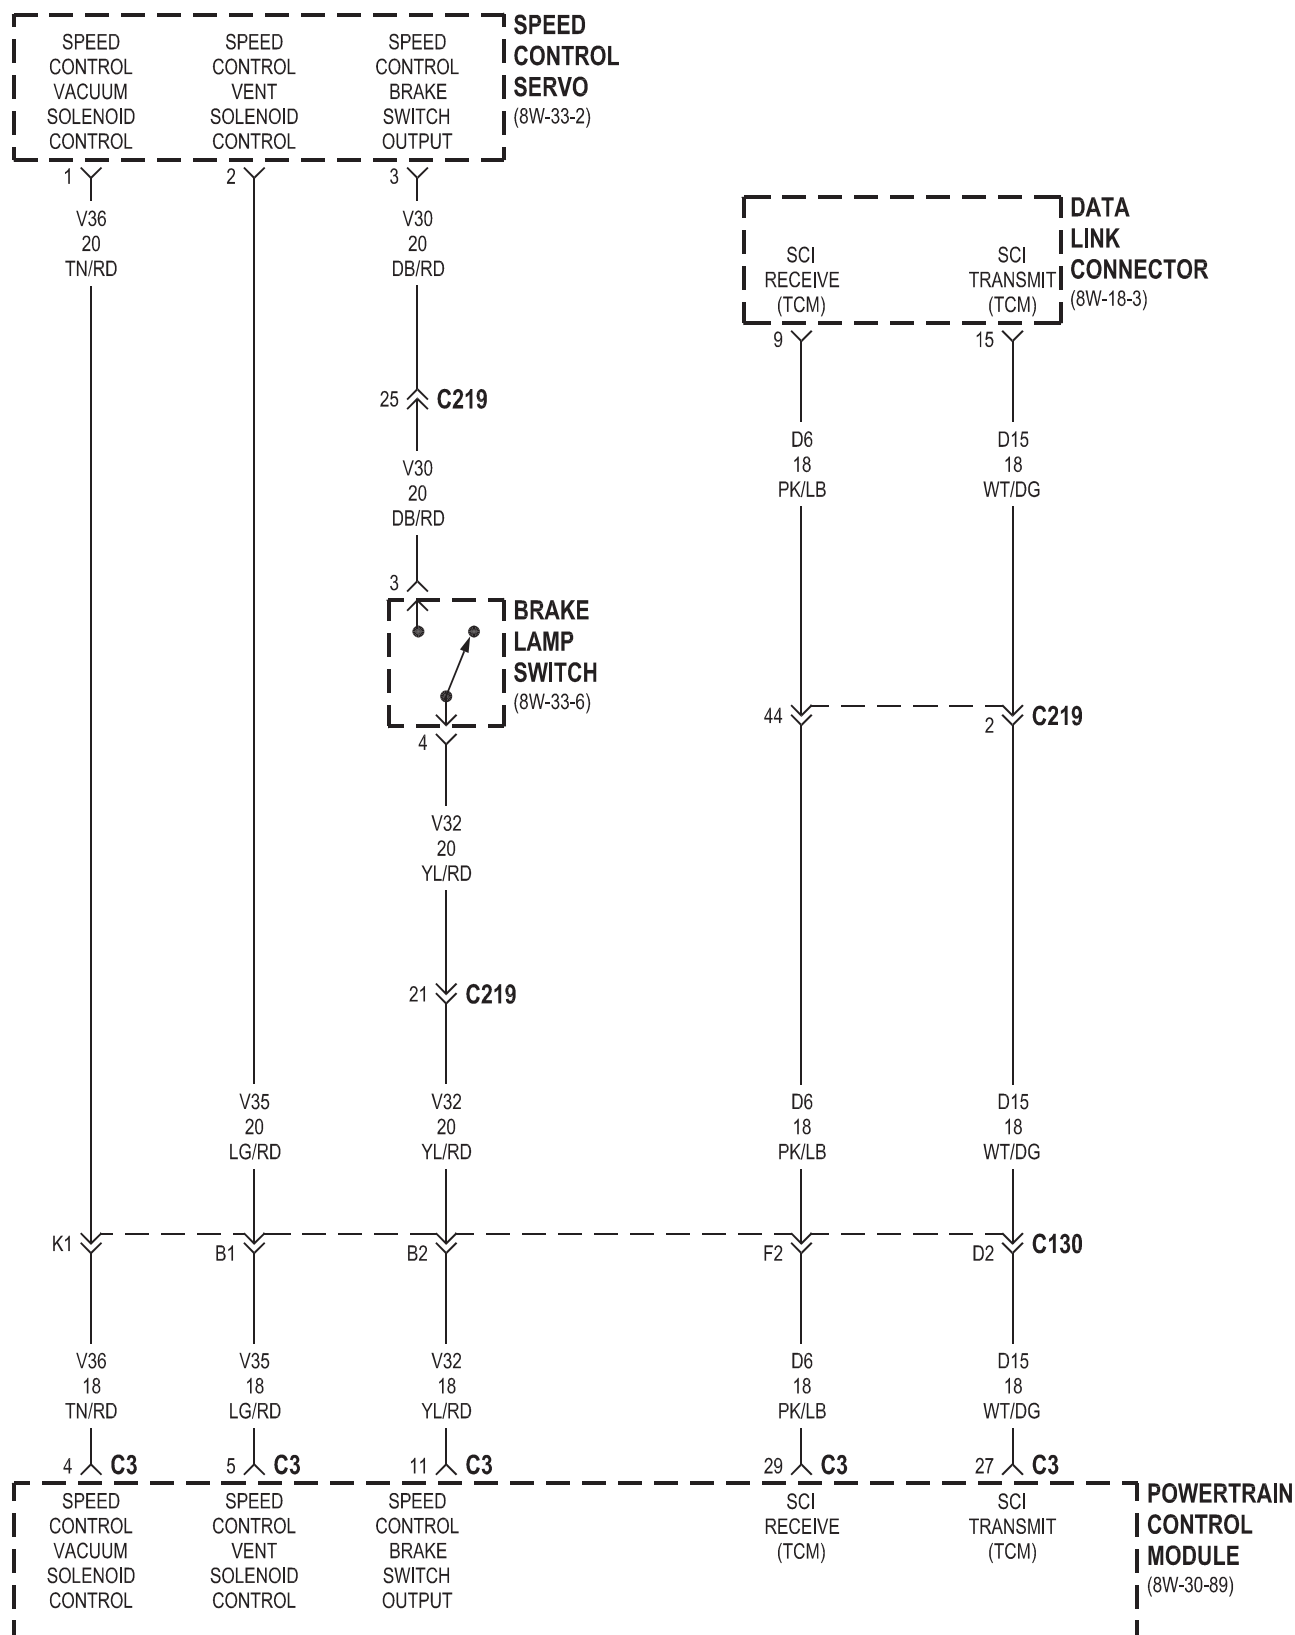 SPEED
CONTROL
VACUUM
SOLENOID
CONTROL
SPEED
CONTROL
VENT
SOLENOID
CONTROL
SPEED
CONTROL
BRAKE
SWITCH
OUTPUT
SPEED
CONTROL
SERVO
(8W-33-2)
1
2
3
V36
20
TN/RD
V30
20
DB/RD
SCI
RECEIVE
(TCM)
SCI
TRANSMIT
(TCM)
DATA
LINK
CONNECTOR
(8W-18-3)
9
15
25 C219
D6
18
PK/LB
D15
18
WT/DG
V30
20
DB/RD
3
BRAKE
LAMP
SWITCH
(8W-33-6)
4
44
2
C219
V32
20
YL/RD
21 C219
V35
20
LG/RD
V32
20
YL/RD
D6
18
PK/LB
D15
18
WT/DG
K1
B1
B2
F2
D2
C130
V36
18
TN/RD
V35
18
LG/RD
V32
18
YL/RD
D6
18
PK/LB
D15
18
WT/DG
4 C3
5 C3
11 C3
29 C3
27 C3
SPEED
CONTROL
VACUUM
SOLENOID
CONTROL
SPEED
CONTROL
VENT
SOLENOID
CONTROL
SPEED
CONTROL
BRAKE
SWITCH
OUTPUT
SCI
RECEIVE
(TCM)
SCI
TRANSMIT
(TCM)
POWERTRAIN
CONTROL
MODULE
(8W-30-89)